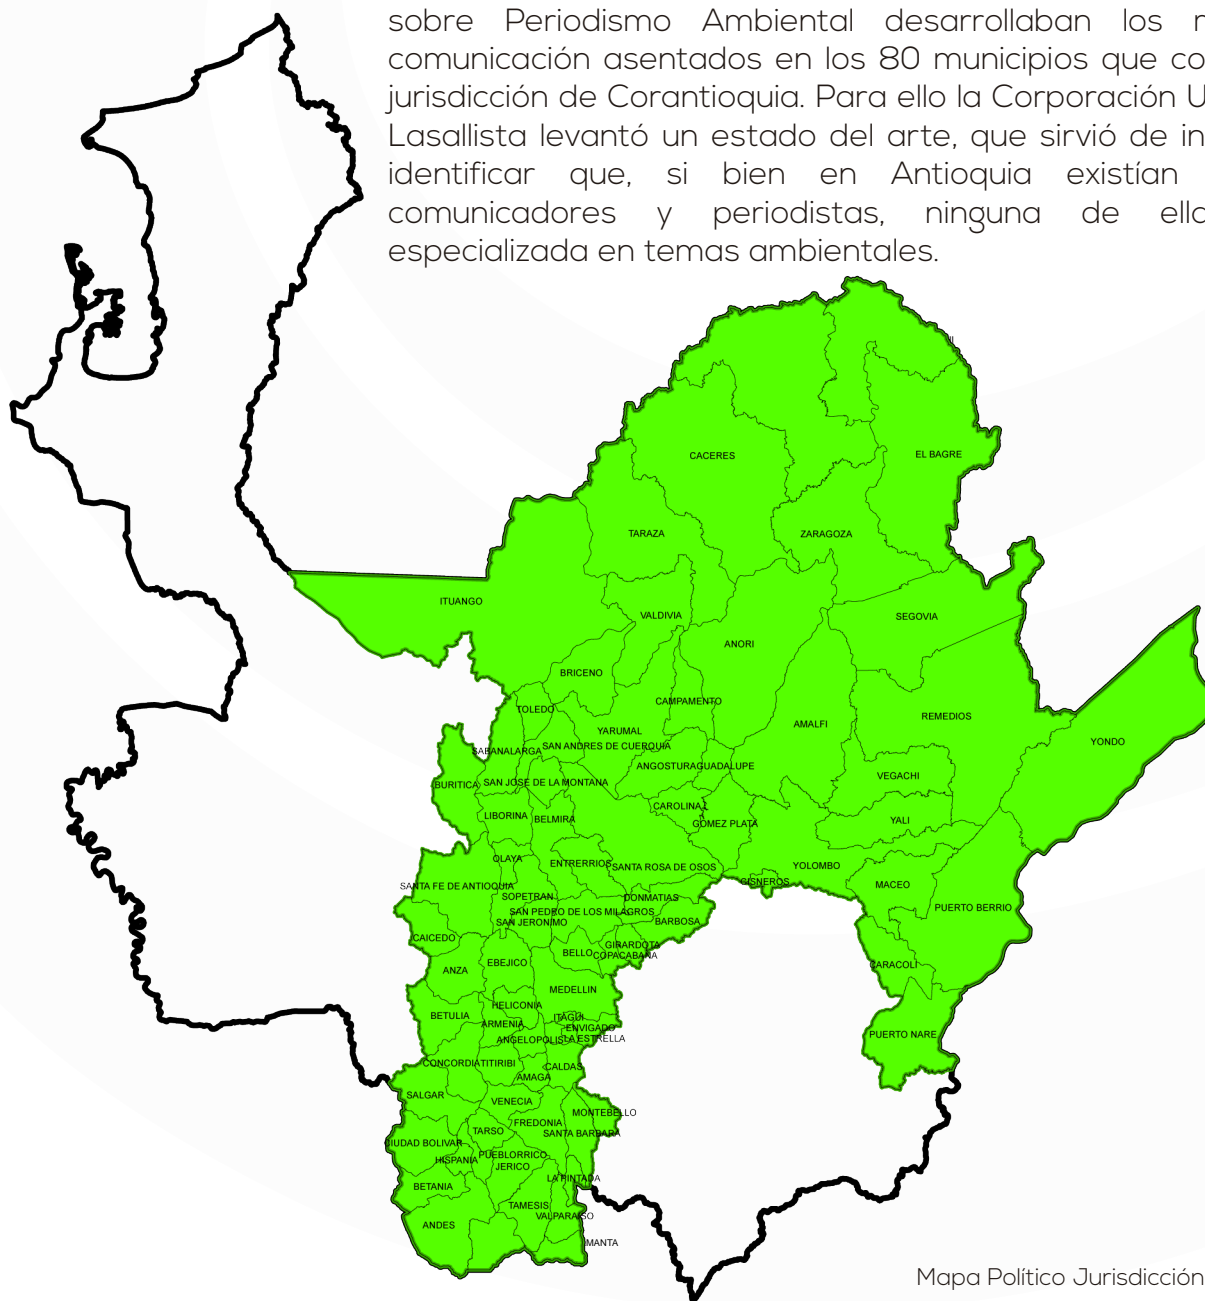 sobre Periodismo Ambiental desarrollaban los
comunicación asentados en los 80 municipios que co
jurisdicción de Corantioquia. Para ello la Corporación U
Lasallista levantó un estado del arte, que sirvió de in
identificar que, si bien en Antioquia existían
comunicadores y periodistas, ninguna de ella
especializada en temas ambientales.
CACERES
EL BAGRE
TARAZA
ZARAGOZA
ITUANGO
VALDIVIA
SEGOVIA
ANORI
BRICENO
CAMPAMENTO
TOLEDO
AMALFI
REMEDIOS
YARUMAL
YONDO
SABANALARGA
SAN ANDRES DE CUERQUIA
ANGOSTURA
GUADALUPE
VEGACHI
BURITICA
SAN JOSE DE LA MONTANA
CAROLINA
LIBORINA
BELMIRA
GOMEZ PLATA
YALI
OLAYA
ENTRERRIOS
SANTA ROSA DE OSOS
YOLOMBO
CISNEROS
MACEO
SANTA FE DE ANTIOQUIA
SOPETRAN
DONMATIAS
PUERTO BERRIO
SAN PEDRO DE LOS MILAGROS
SAN JERONIMO
BARBOSA
CAICEDO
GIRARDOTA
BELLO
COPACABANA
EBEJICO
CARACOLI
ANZA
MEDELLIN
HELICONIA
BETULIA
ARMENIA
ITAGUI
ENVIGADO
ANGELOPOLIS
LA ESTRELLA
PUERTO NARE
CONCORDIA
TITIRIBI
CALDAS
AMAGA
SALGAR
VENECIA
MONTEBELLO
FREDONIA
TARSO
SANTA BARBARA
CIUDAD BOLIVAR
PUEBLORRICO
HISPANIA
JERICO
LA PINTADA
BETANIA
TAMESIS
VALPARAISO
ANDES
MANTA
Mapa Político Jurisdicción